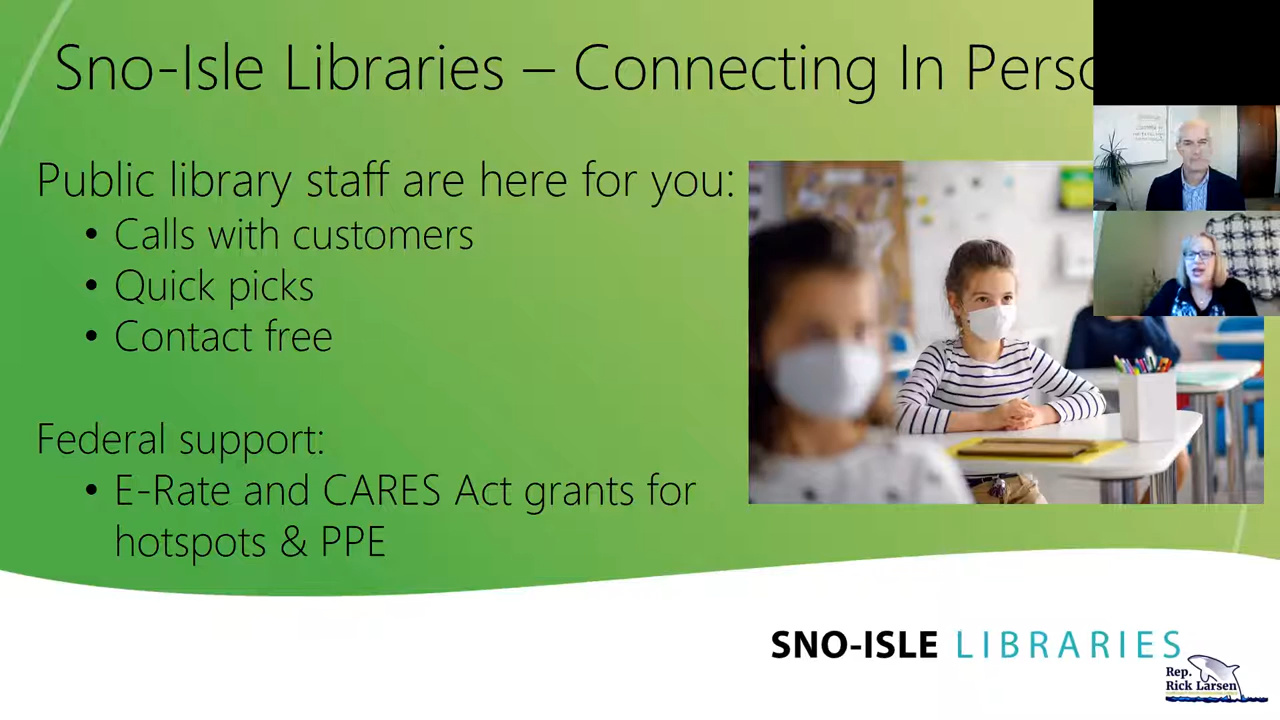 Sno-Isle Libraries – Connecting In Perso
Public library staff are here for you:
• Calls with customers
• Quick picks
• Contact free
Federal support:
• E-Rate and CARES Act grants for
hotspots & PPE
SNO-ISLE LIBRARIES
Rep.
Rick Larsen